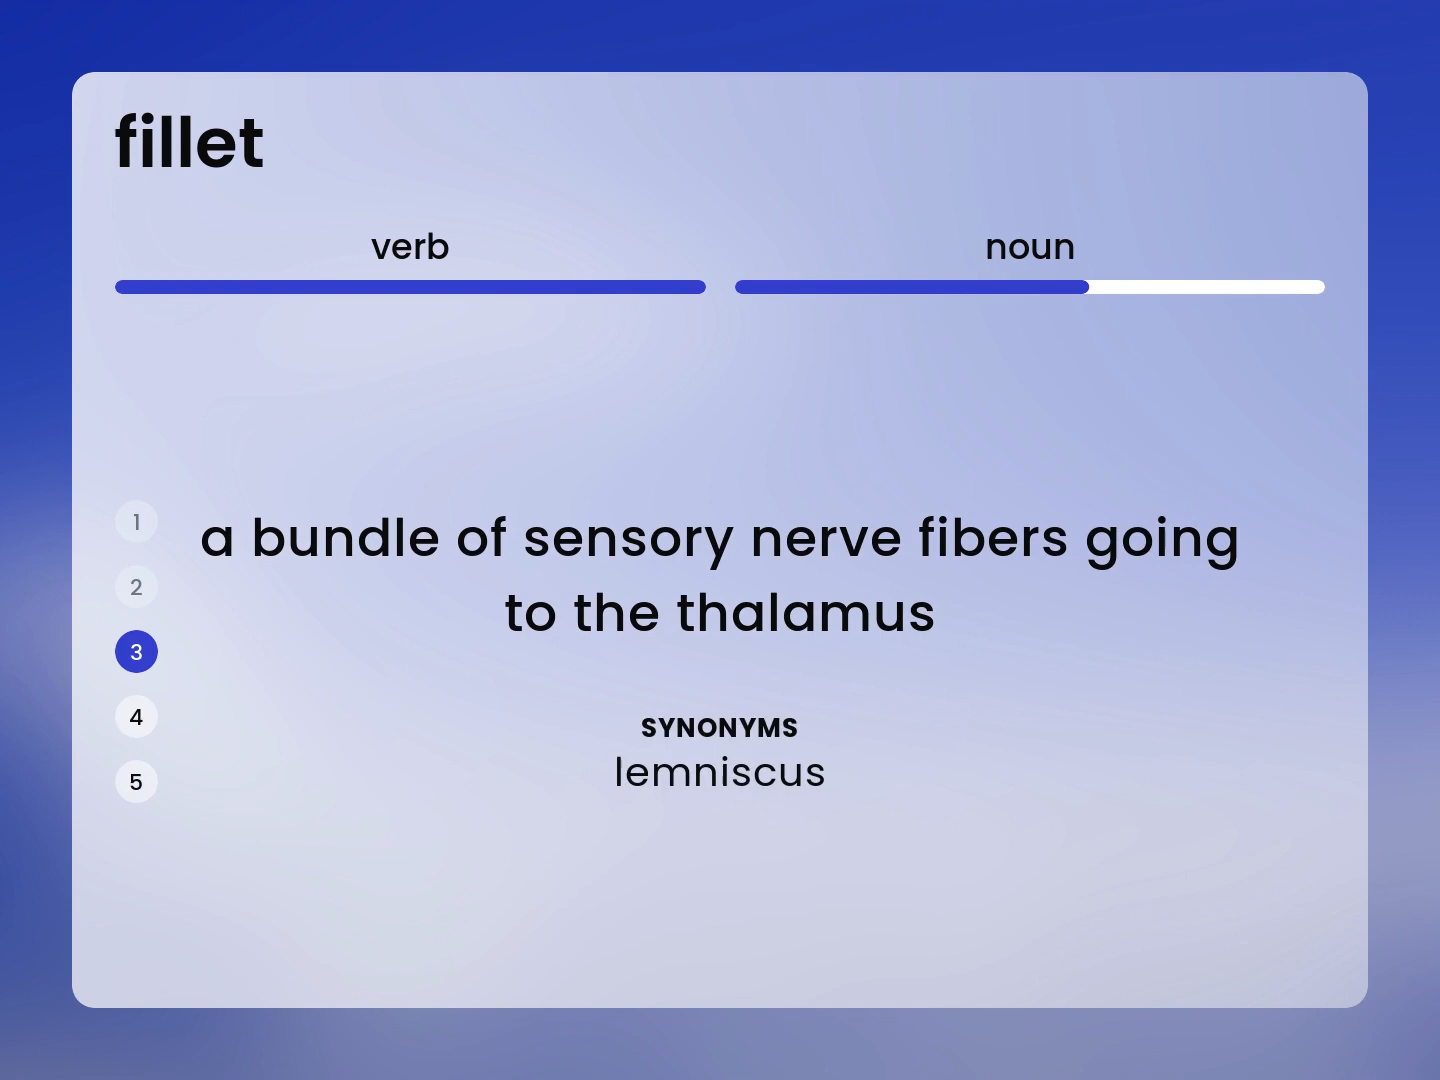 fillet
verb
noun
1
2
3
4
5
a bundle of sensory nerve fibers going
to the thalamus
SYNONYMS
lemniscus